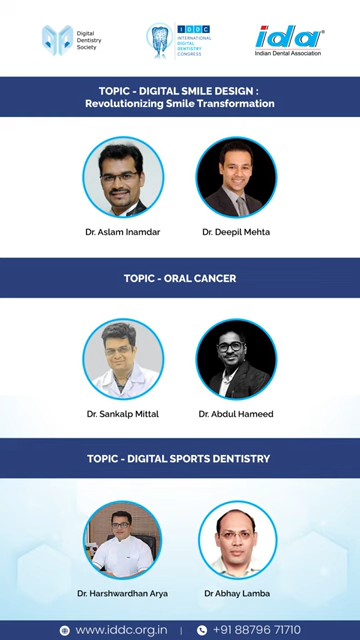 Digital
Dentistry
Society
IDDC
INTERNATIONAL
DIGITAL
DENTISTRY
CONGRESS
ida
Indian Dental Association
TOPIC - DIGITAL SMILE DESIGN :
Revolutionizing Smile Transformation
Dr. Aslam Inamdar
Dr. Deepil Mehta
TOPIC - ORAL CANCER
Dr. Sankalp Mittal
Dr. Abdul Hameed
TOPIC - DIGITAL SPORTS DENTISTRY
Dr. Harshwardhan Arya
Dr Abhay Lamba
www.iddc.org.in | +91 88796 71710